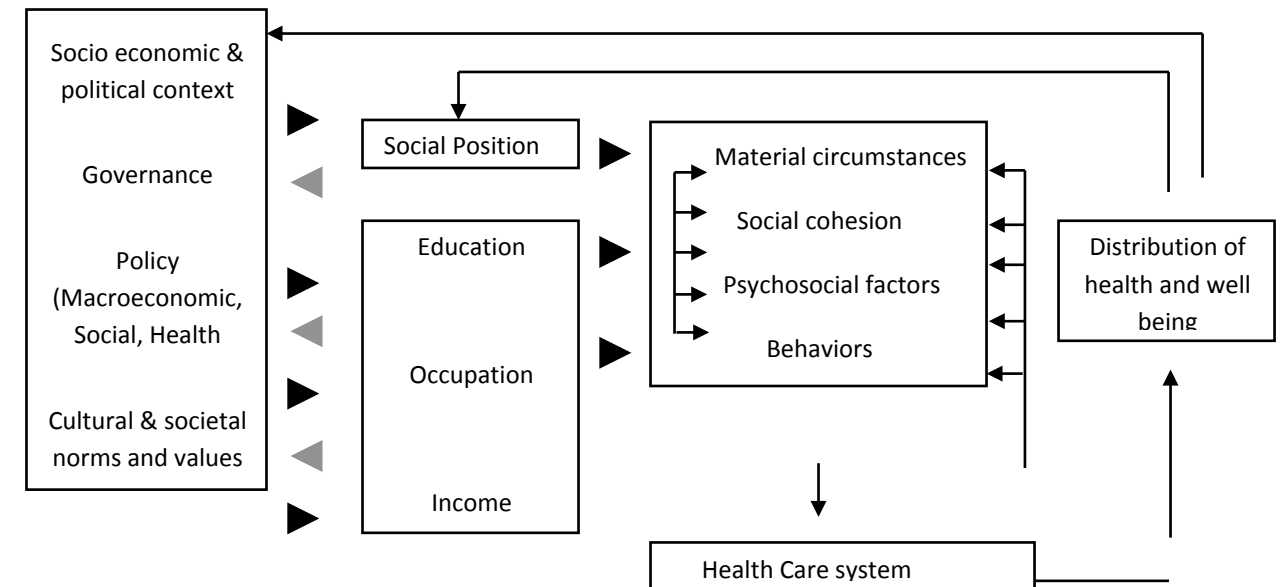 Socio economic &
political context
Governance
Policy
(Macroeconomic,
Social, Health
Cultural & societal
norms and values
Social Position
Education
Occupation
Income
Material circumstances
Social cohesion
Psychosocial factors
Behaviors
Distribution of
health and well
being
Health Care system